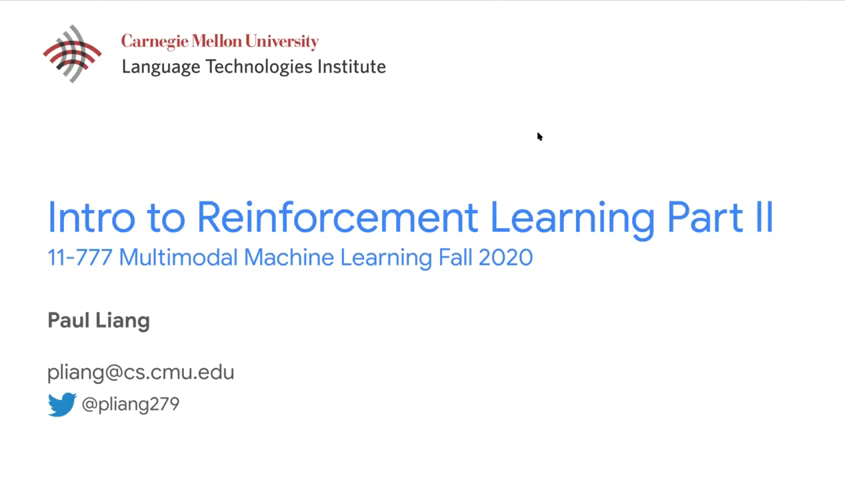 Carnegie Mellon University
Language Technologies Institute
Intro to Reinforcement Learning Part II
11-777 Multimodal Machine Learning Fall 2020
Paul Liang
pliang@cs.cmu.edu
@pliang279